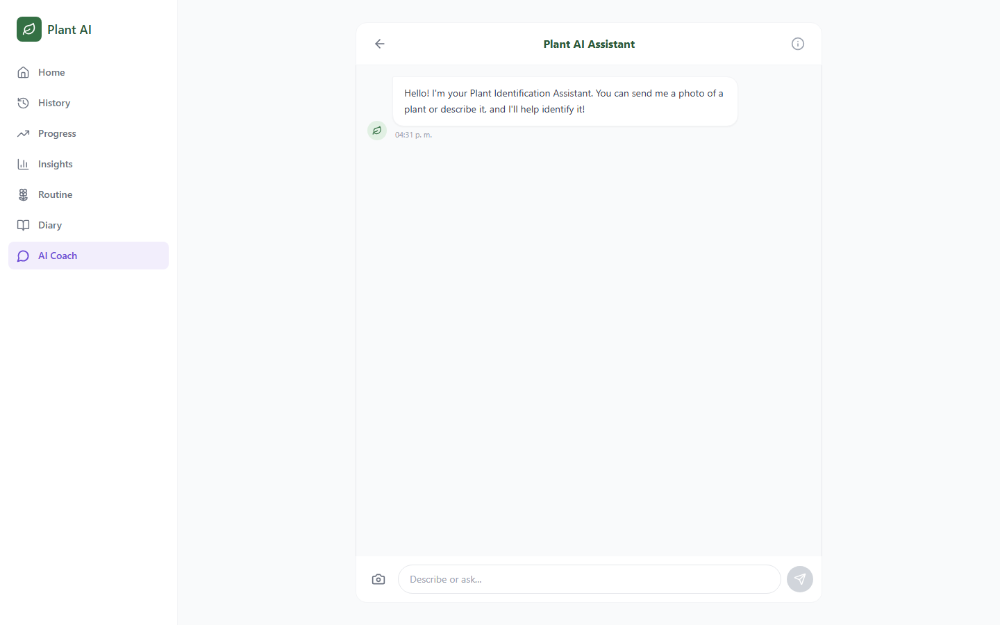 Plant AI
Home
History
Progress
Insights
Routine
Diary
AI Coach
Plant AI Assistant
Hello! I'm your Plant Identification Assistant. You can send me a photo of a
plant or describe it, and I'll help identify it!
04:31 p. m.
Describe or ask...